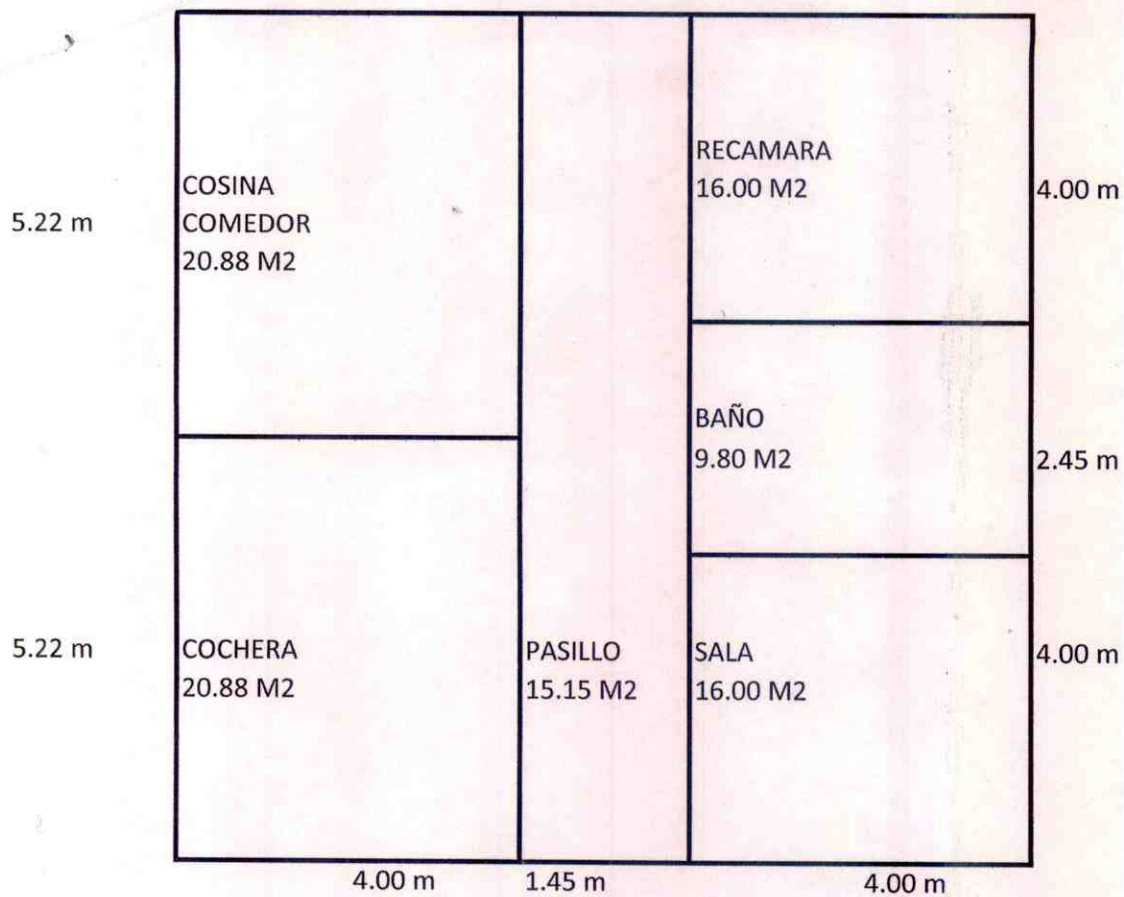 5.22 m
COSINA
COMEDOR
20.88 M2
RECAMARA
16.00 M2
4.00 m
BAÑO
9.80 M2
2.45 m
5.22 m
COCHERA
20.88 M2
PASILLO
15.15 M2
SALA
16.00 M2
4.00 m
4.00 m
1.45 m
4.00 m